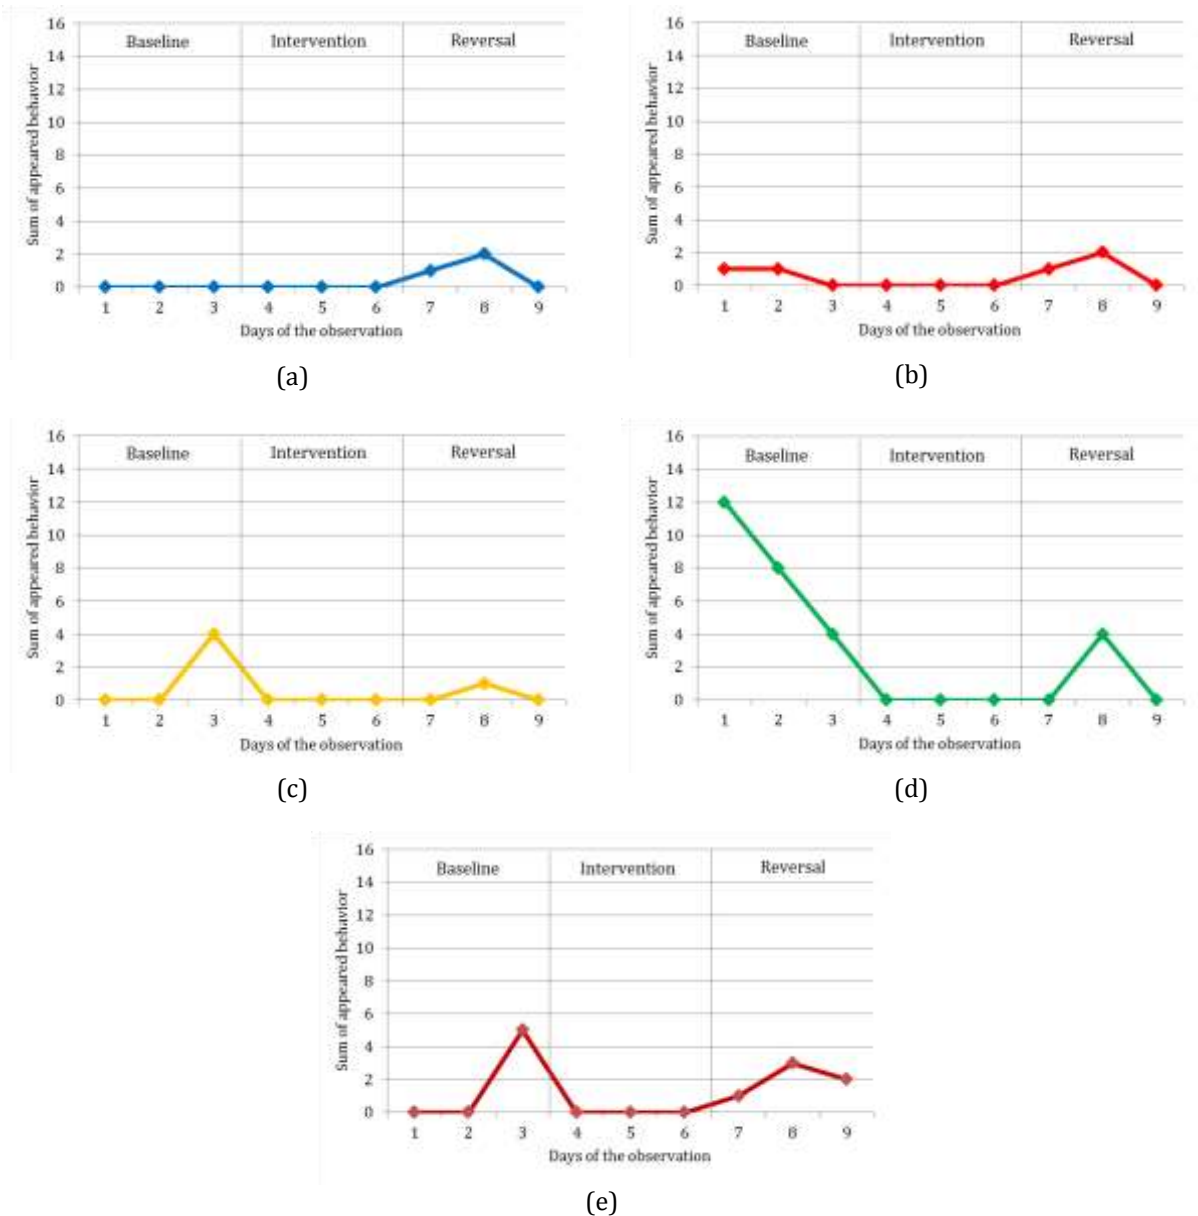 16
Baseline Intervention Reversal
14
12
10
8
6
4
2
0
1 2 3 4 5 6 7 8 9
Sum of appeared behavior
Days of the observation
(a)
16
Baseline Intervention Reversal
14
12
10
8
6
4
2
0
1 2 3 4 5 6 7 8 9
Sum of appeared behavior
Days of the observation
(b)
16
Baseline Intervention Reversal
14
12
10
8
6
4
2
0
1 2 3 4 5 6 7 8 9
Sum of appeared behavior
Days of the observation
(c)
16
Baseline Intervention Reversal
14
12
10
8
6
4
2
0
1 2 3 4 5 6 7 8 9
Sum of appeared behavior
Days of the observation
(d)
16
Baseline Intervention Reversal
14
12
10
8
6
4
2
0
1 2 3 4 5 6 7 8 9
Sum of appeared behavior
Days of the observation
(e)